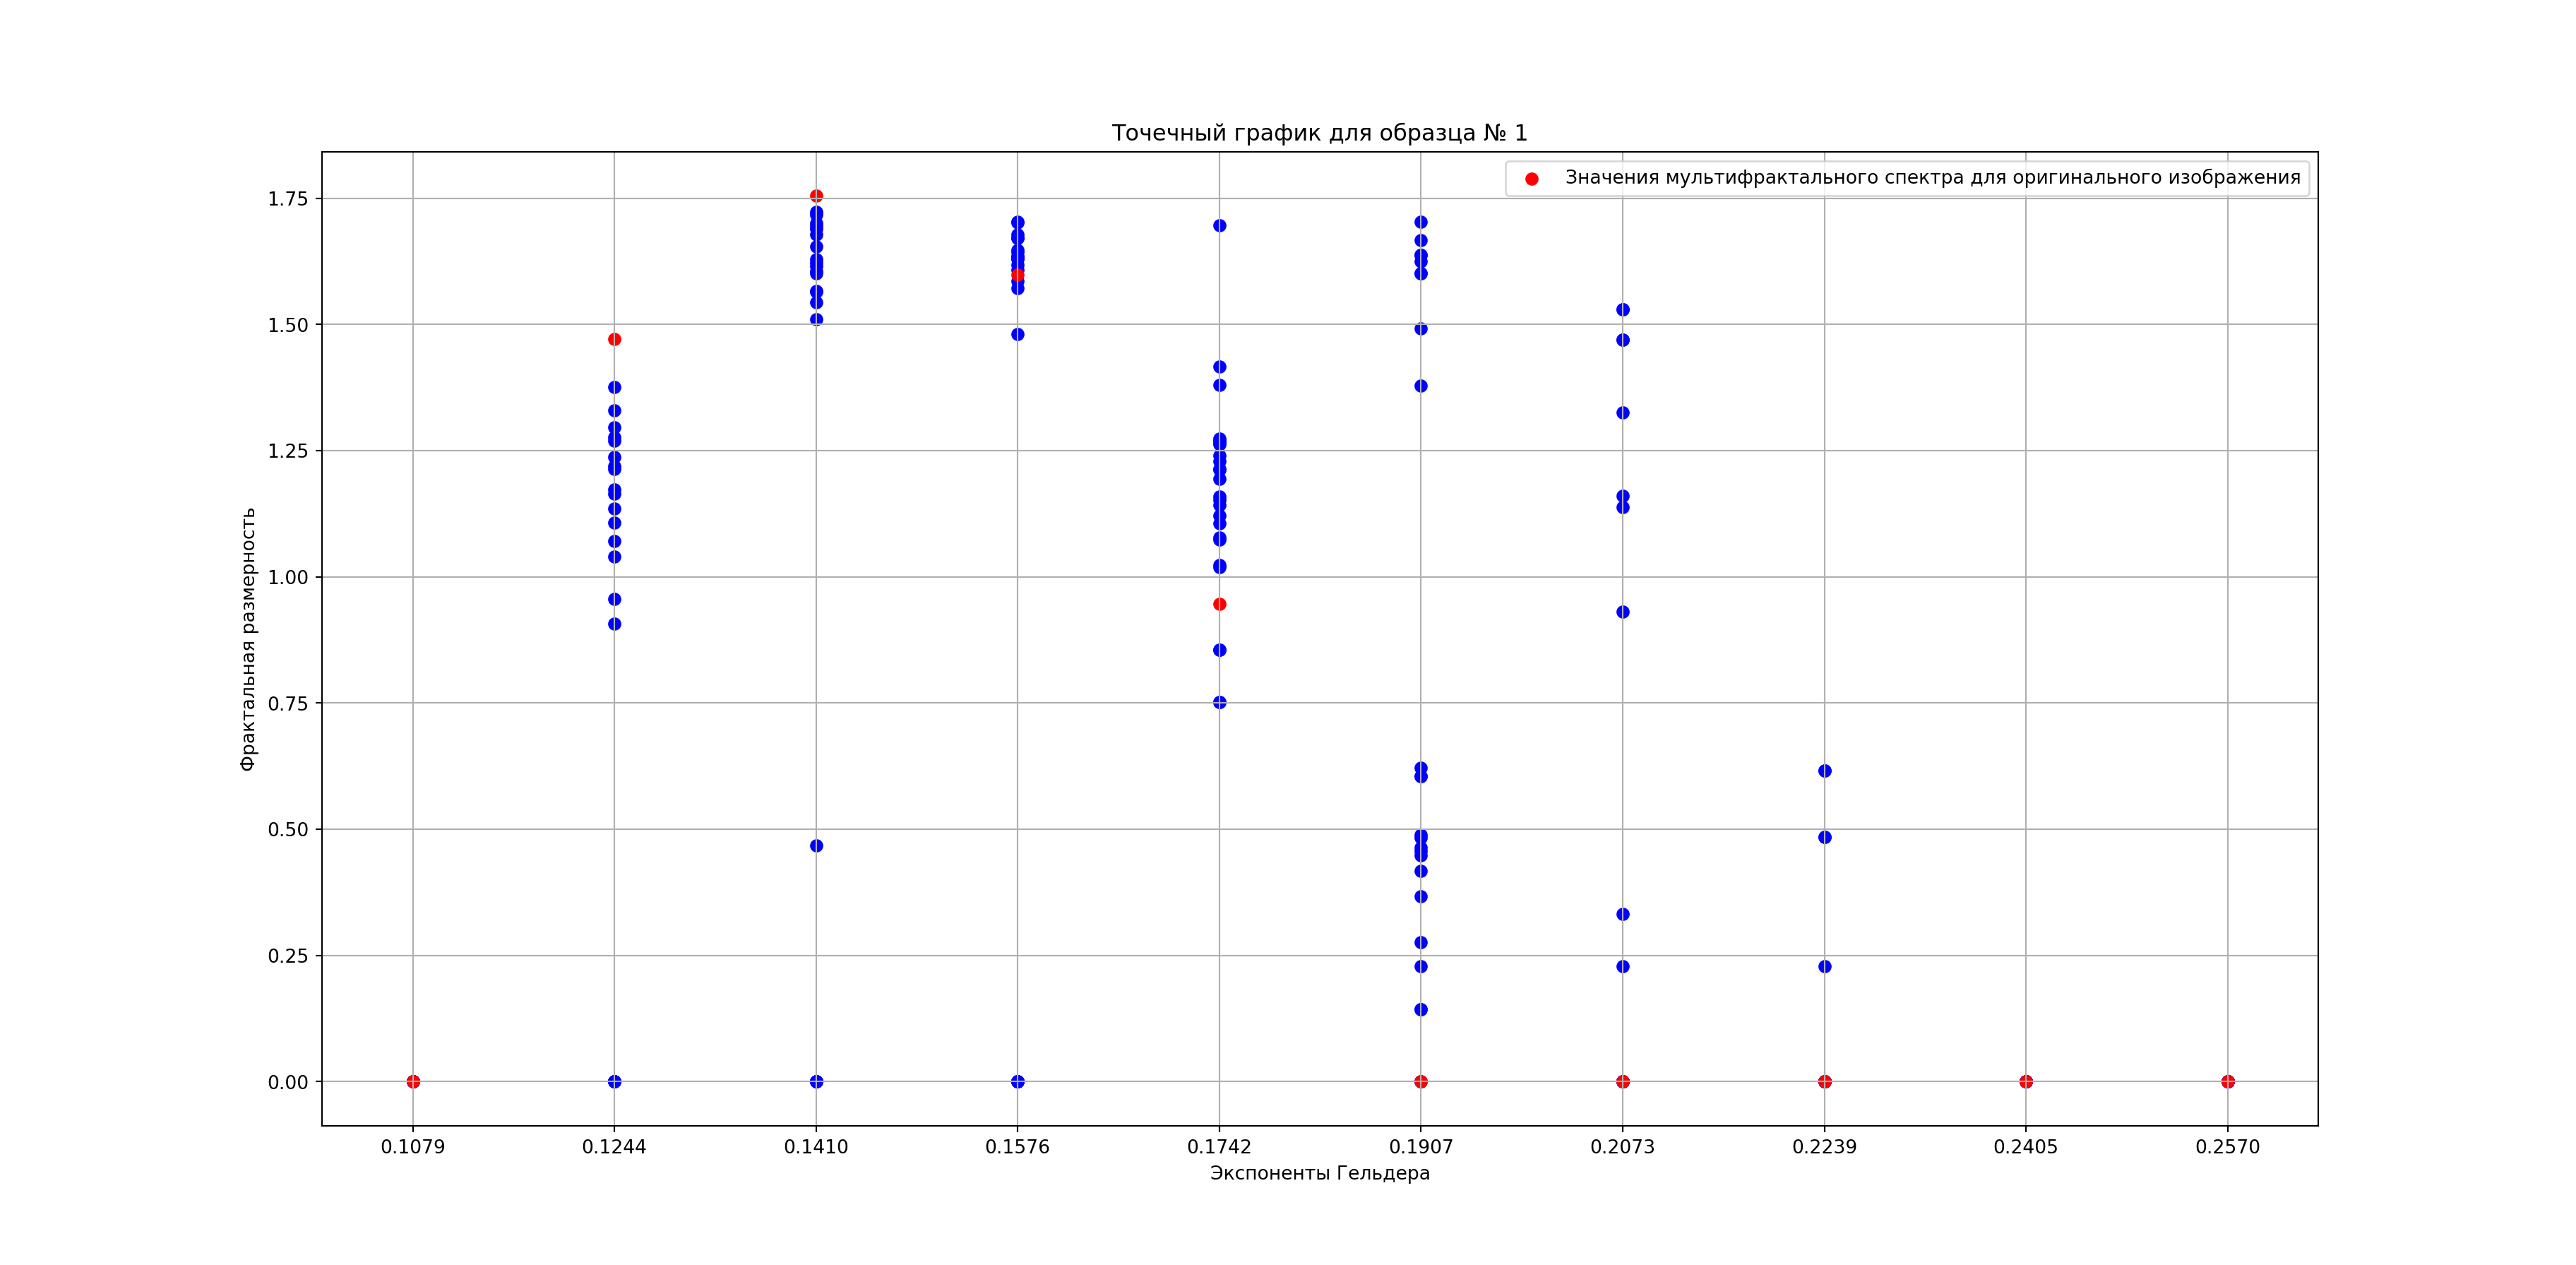 Точечный график для образца № 1
Значения мультифрактального спектра для оригинального изображения
Фрактальная размерность
1.75
1.50
1.25
1.00
0.75
0.50
0.25
0.00
0.1079 0.1244 0.1410 0.1576 0.1742 0.1907 0.2073 0.2239 0.2405 0.2570
Экспоненты Гельдера